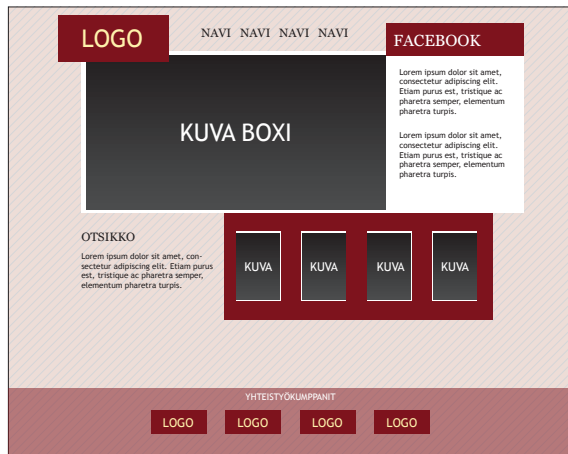 LOGO
NAVI NAVI NAVI NAVI
FACEBOOK
KUVA BOXI
Lorem ipsum dolor sit amet,
consectetur adipiscing elit.
Etiam purus est, tristique ac
pharetra semper, elementum
pharetra turpis.
Lorem ipsum dolor sit amet,
consectetur adipiscing elit.
Etiam purus est, tristique ac
pharetra semper, elementum
pharetra turpis.
OTSIKKO
Lorem ipsum dolor sit amet, con-
sectetur adipiscing elit. Etiam purus
est, tristique ac pharetra semper,
elementum pharetra turpis.
KUVA KUVA KUVA KUVA
YHTEISTYÖKUMPPANIT
LOGO LOGO LOGO LOGO